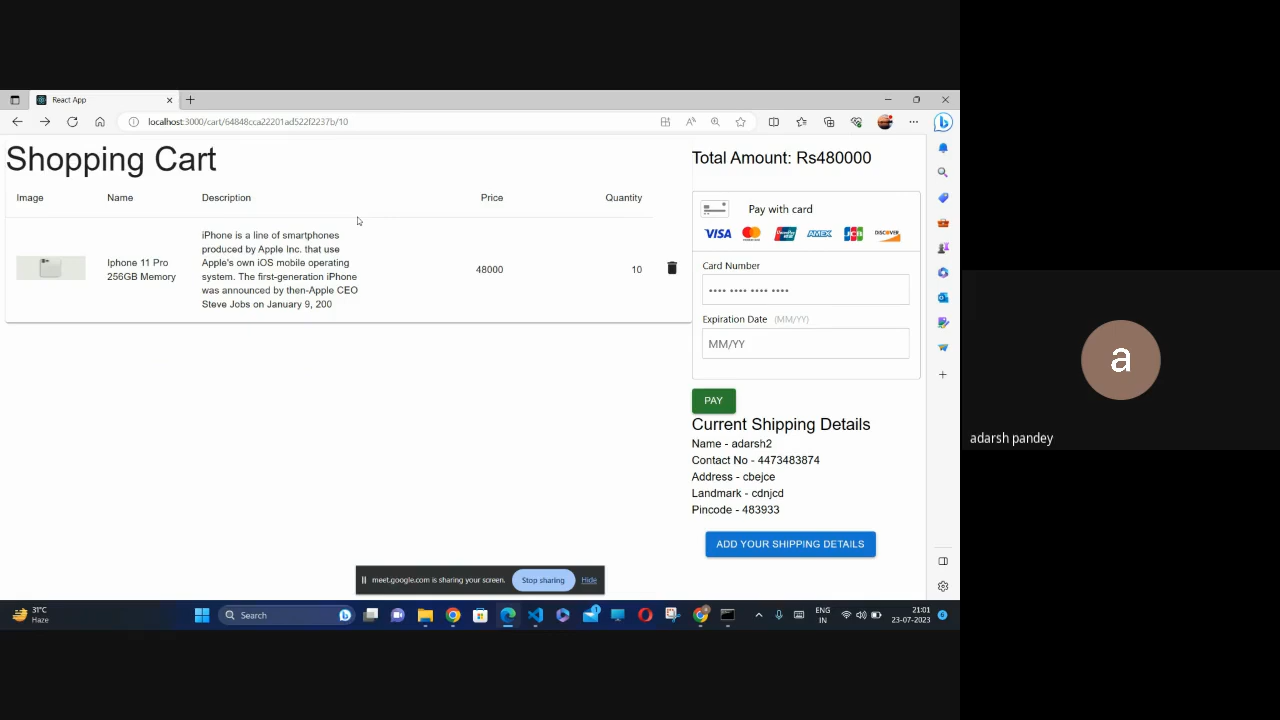 React App
localhost:3000/cart/64848cca22201ad522f2237b/10
Shopping Cart
Image Name Description Price Quantity
iPhone is a line of smartphones
produced by Apple Inc. that use
Apple's own iOS mobile operating
system. The first-generation iPhone
was announced by then-Apple CEO
Steve Jobs on January 9, 200
Iphone 11 Pro
256GB Memory
48000
10
Total Amount: Rs480000
Pay with card
VISA AMEX JCB DISCOVER
Card Number
•••• •••• •••• ••••
Expiration Date (MM/YY)
MM/YY
PAY
Current Shipping Details
Name - adarsh2
Contact No - 4473483874
Address - cbejce
Landmark - cdnjcd
Pincode - 483933
ADD YOUR SHIPPING DETAILS
meet.google.com is sharing your screen. Stop sharing Hide
31°C
Haze
Search
ENG
IN
21:01
23-07-2023
a
adarsh pandey